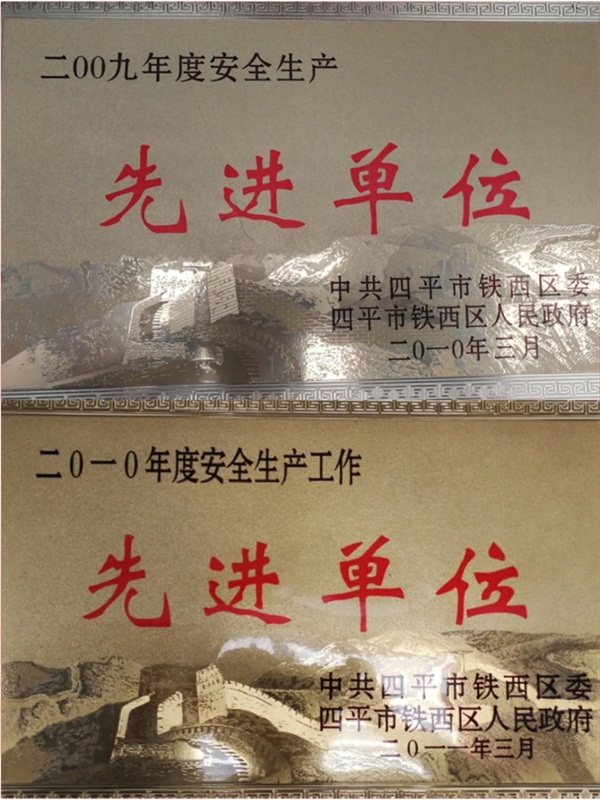 二00九年度安全生产
先进单位
中共四平市铁西区委
四平市铁西区人民政府
二0一0年三月
二0一0年度安全生产工作
先进单位
中共四平市铁西区委
四平市铁西区人民政府
二0一一年三月